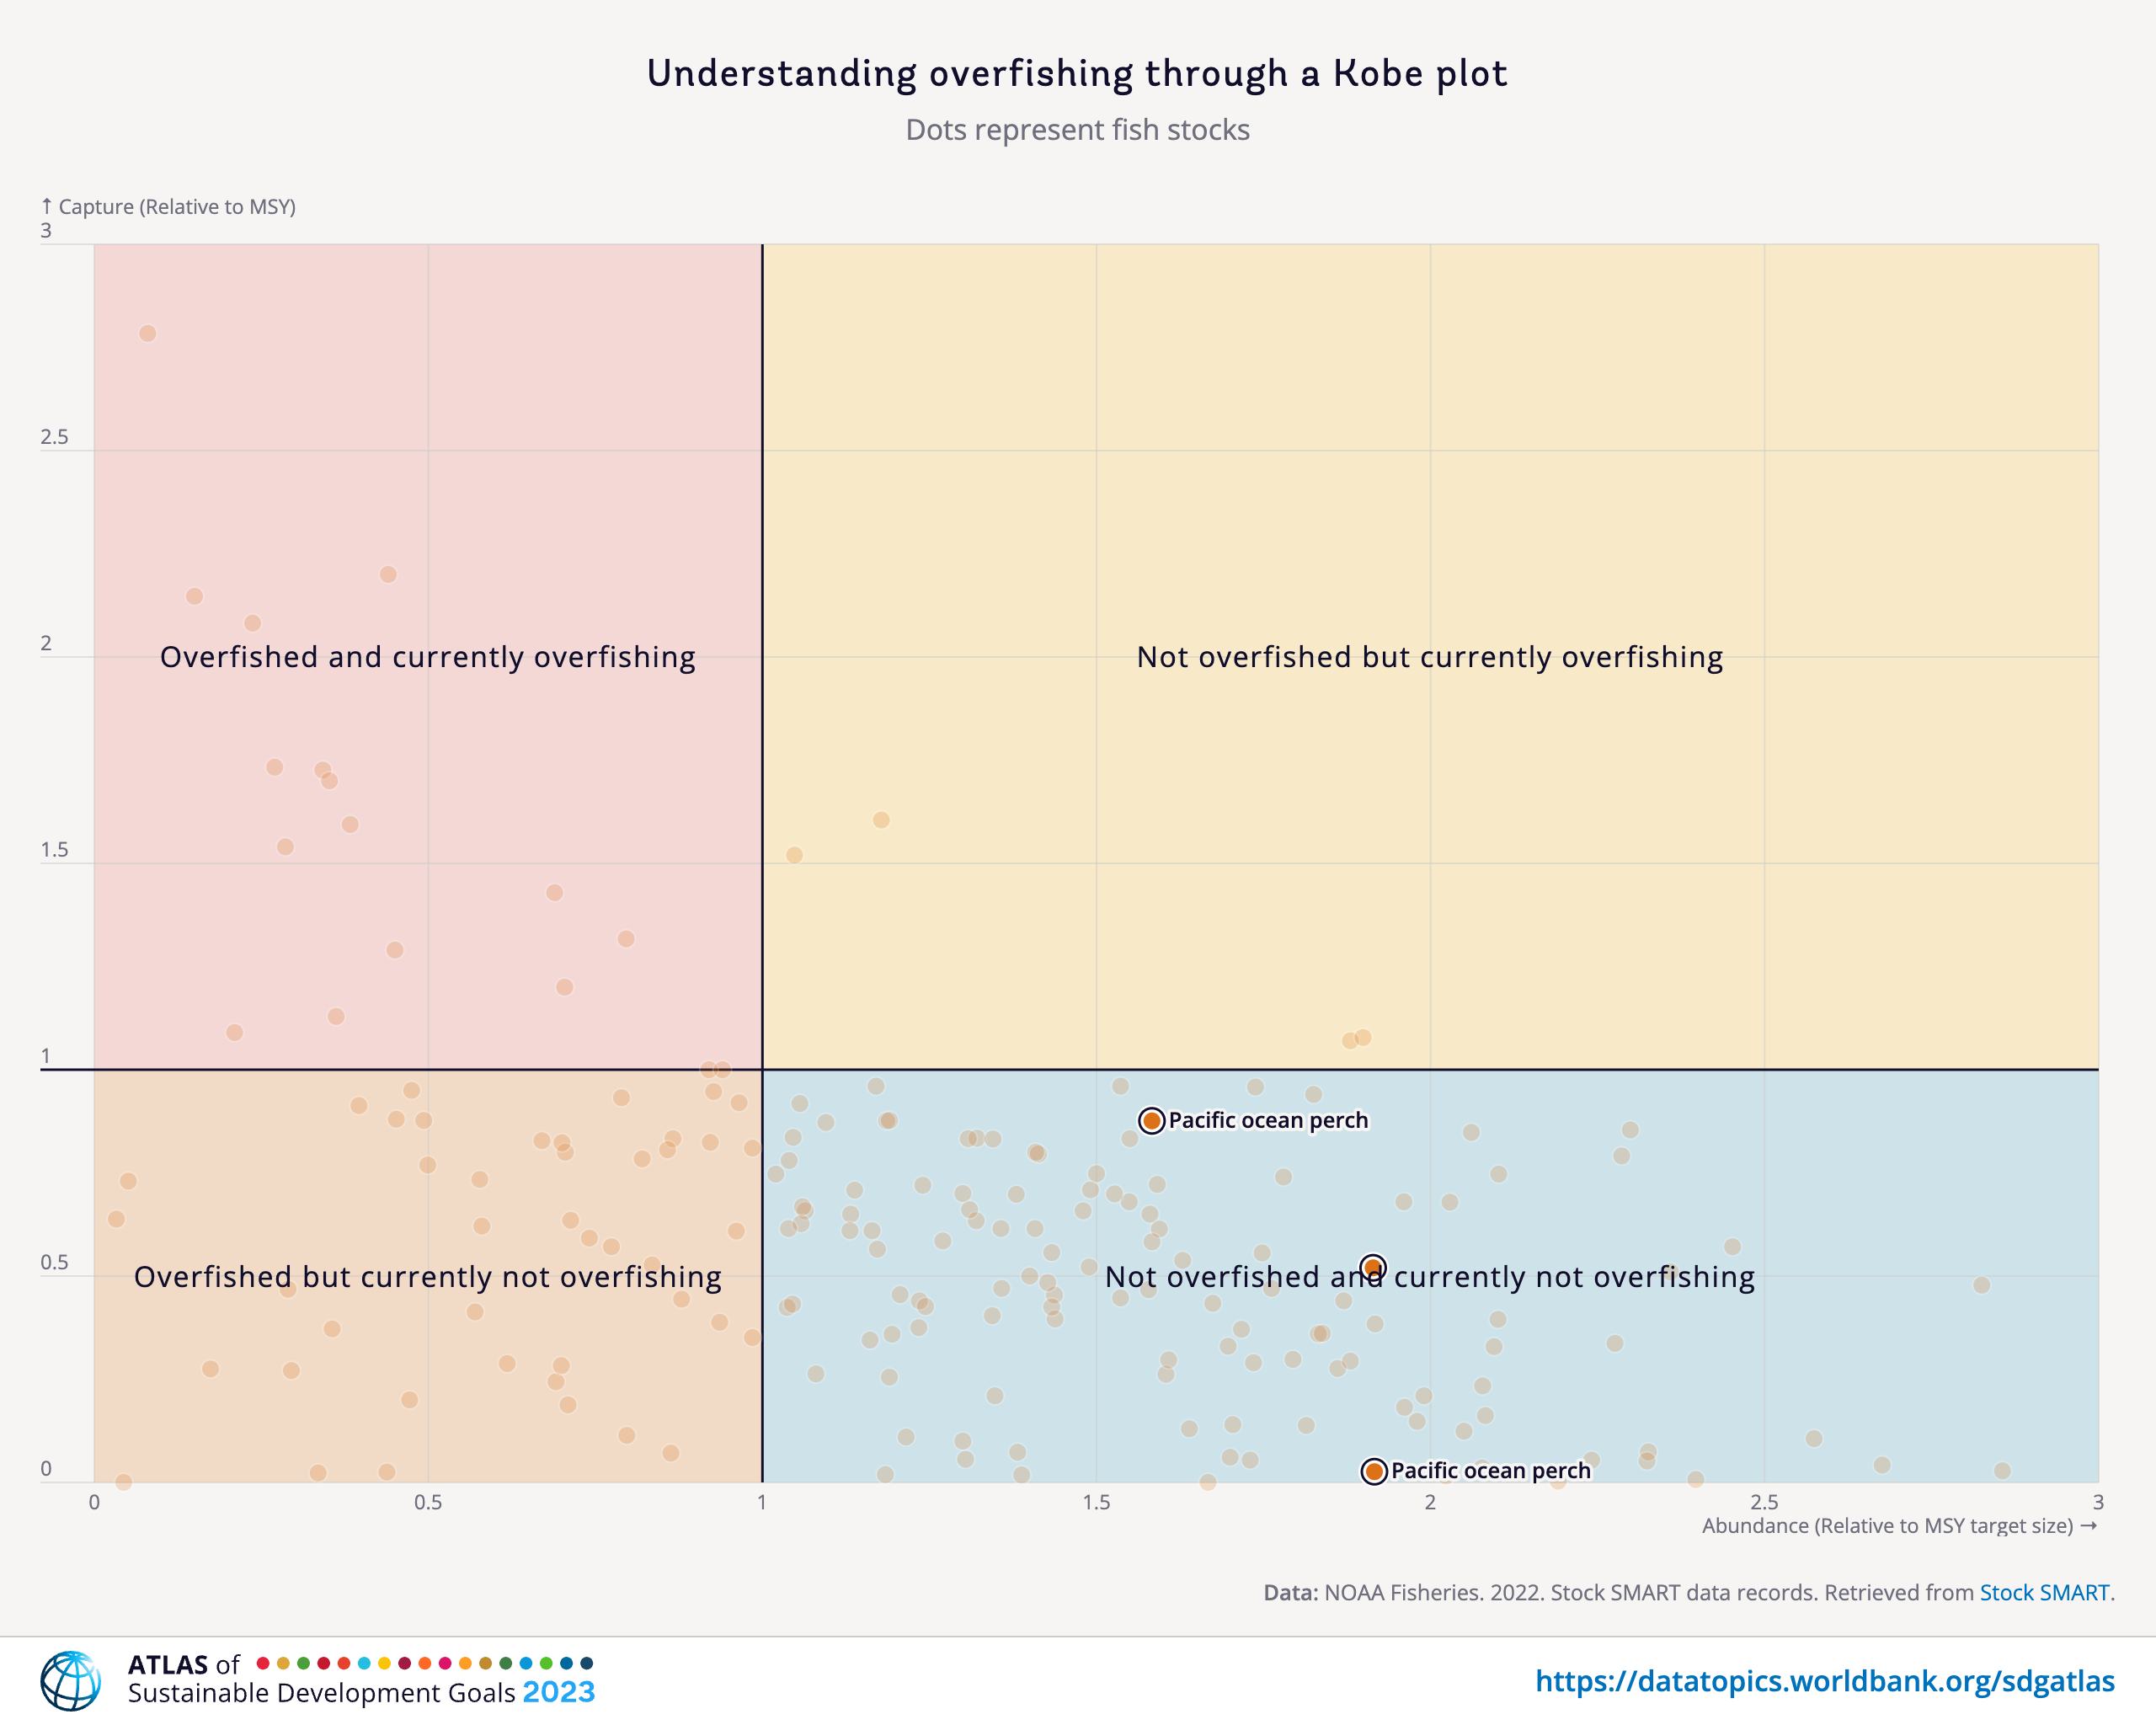 Understanding overfishing through a Kobe plot
Dots represent fish stocks
↑ Capture (Relative to MSY)
3
2.5
2
Overfished and currently overfishing
Not overfished but currently overfishing
1.5
1
Pacific ocean perch
0.5
Overfished but currently not overfishing
Not overfished and currently not overfishing
0
Pacific ocean perch
0 0.5 1 1.5 2 2.5 3
Abundance (Relative to MSY target size) →
Data: NOAA Fisheries. 2022. Stock SMART data records. Retrieved from Stock SMART.
ATLAS of
Sustainable Development Goals 2023
https://datatopics.worldbank.org/sdgatlas